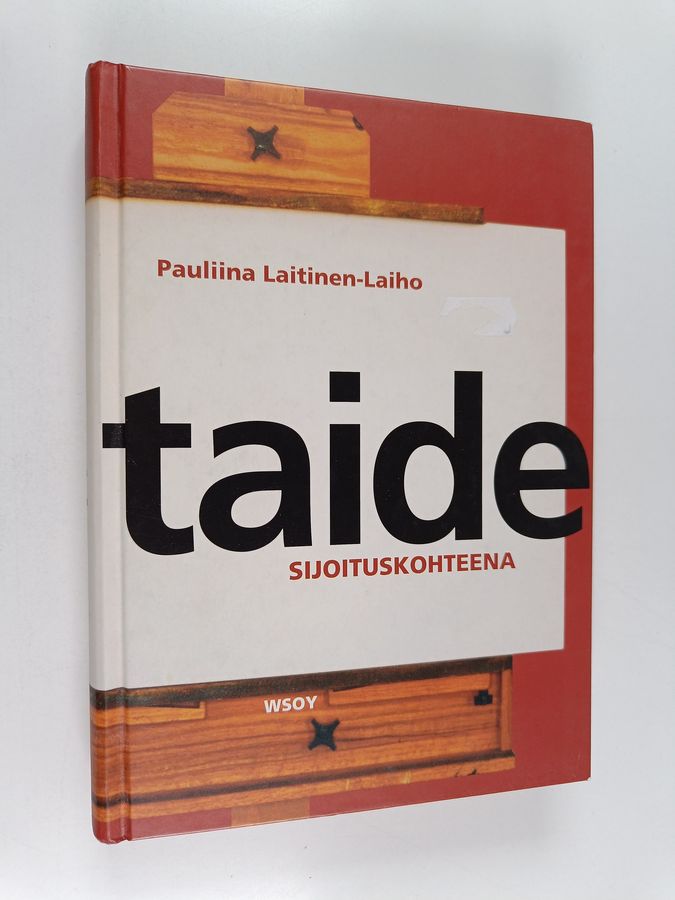 Pauliina Laitinen-Laiho
taide
SIJOITUSKOHTEENA
WSOY